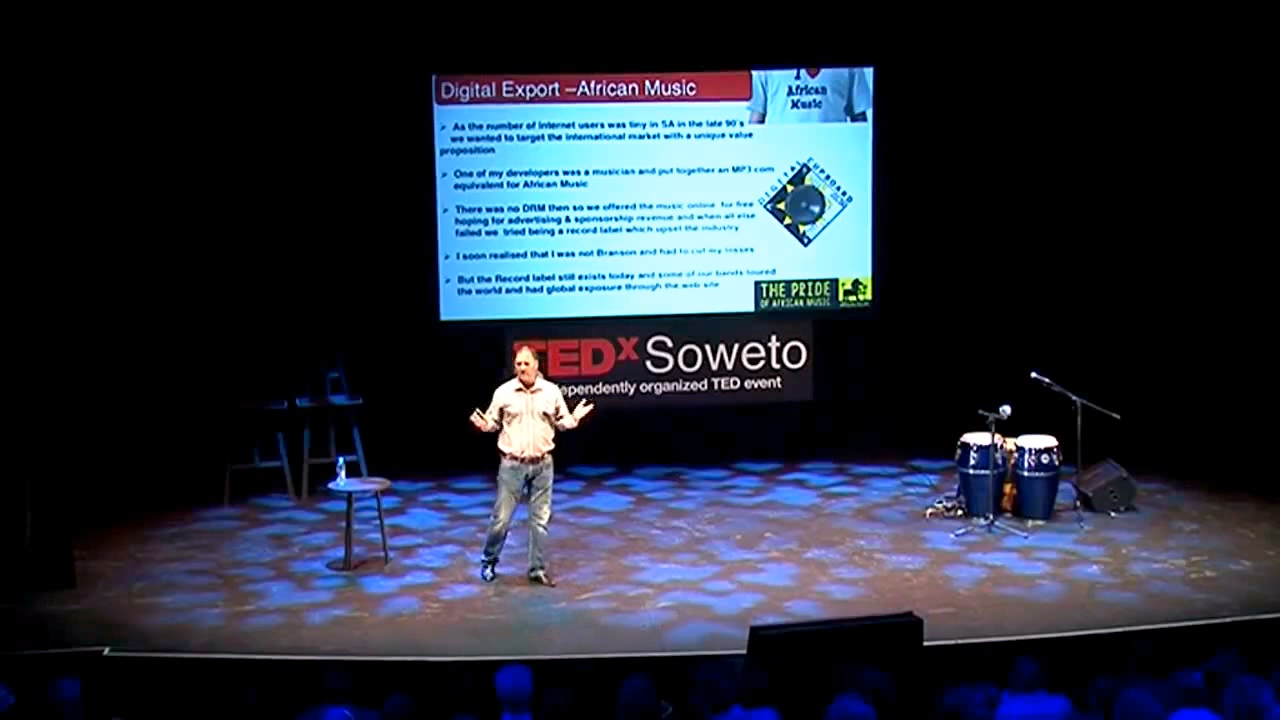 Digital Export –African Music
I
African
Music
➢ As the number of Internet users was tiny in SA in the late 90's
we wanted to target the international market with a unique value
proposition
➢ One of my developers was a musician and put together an MP3.com
equivalent for African Music
➢ There was no DRM then so we offered the music online for free
hoping for advertising & sponsorship revenue and when all else
failed we tried being a record label which upset the industry
➢ I soon realised that I was not Branson and had to cut my losses
➢ But the Record label still exists today and some of our bands toured
the world and had global exposure through the web site
DIGITAL CUPBOARD
THE PRIDE
OF AFRICAN MUSIC
TEDx Soweto
dependently organized TED event